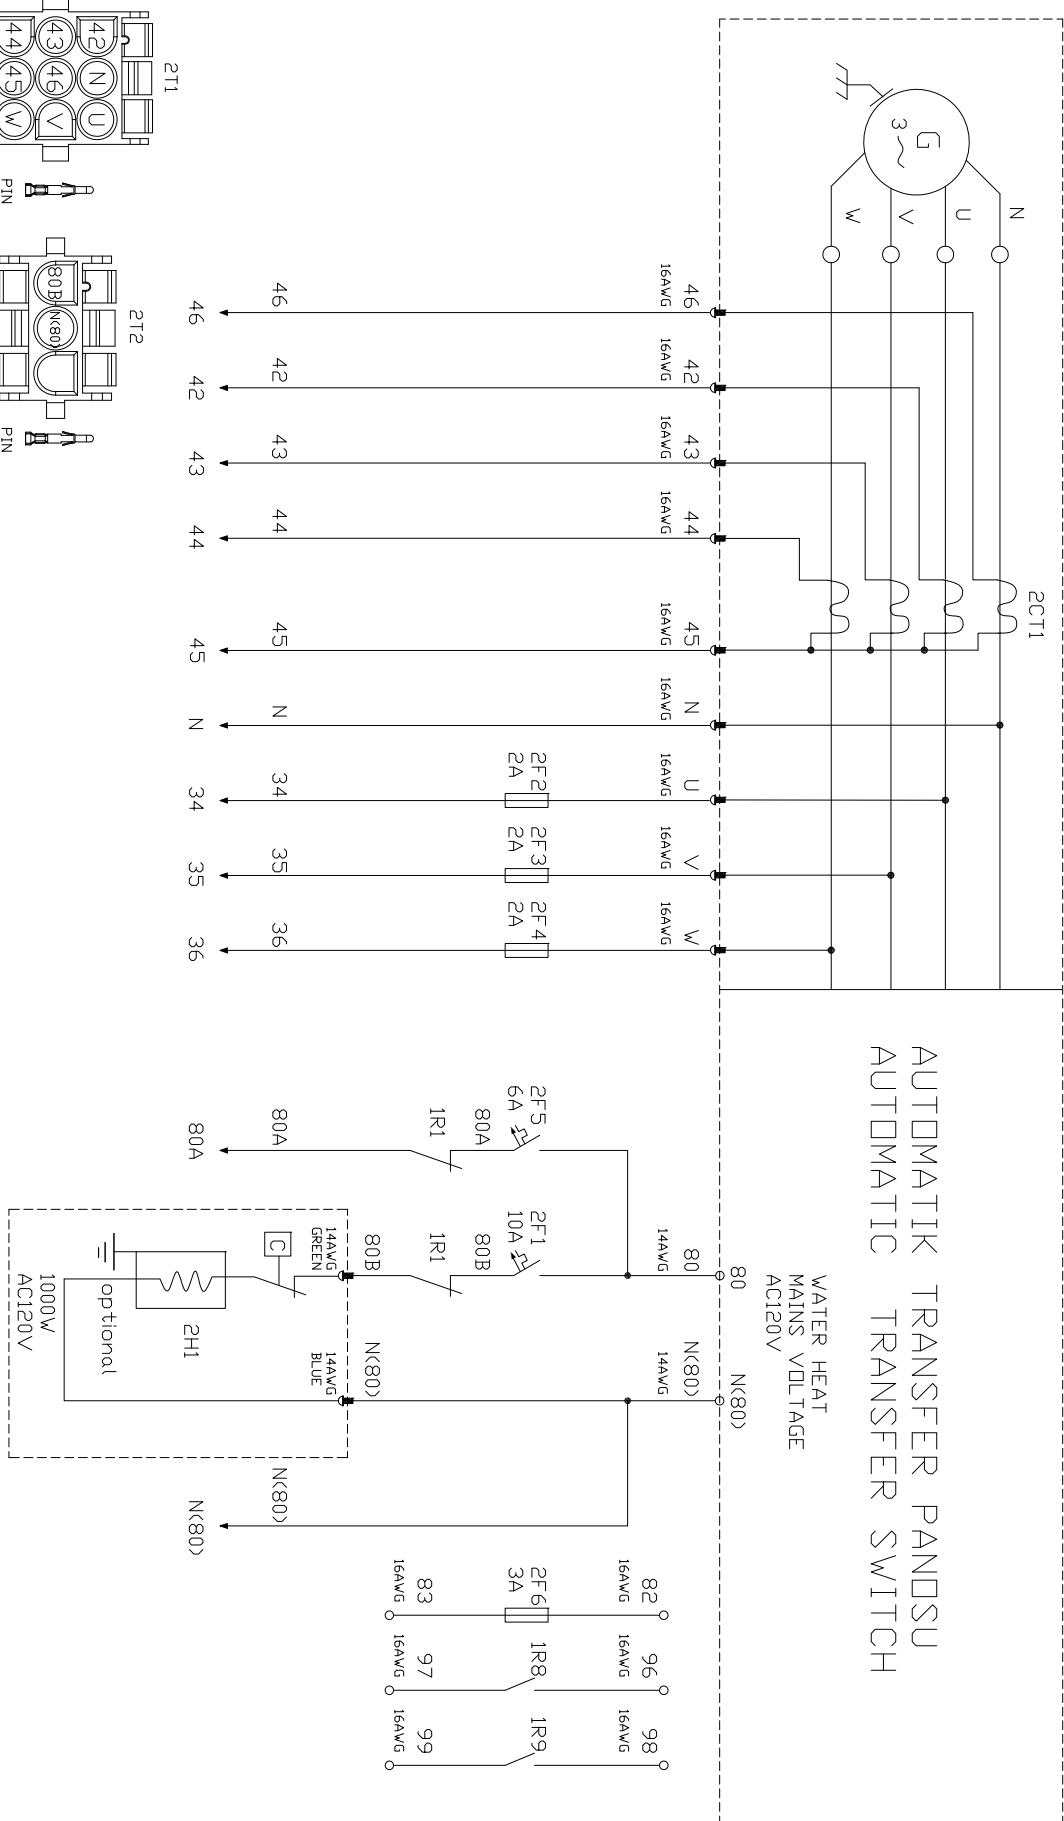 AUTOMATIK TRANSFER PANOSU
AUTOMATIC TRANSFER SWITCH
G
3 ~
N
U
V
W
2CT1
WATER HEAT
MAINS VOLTAGE
AC120V
80
N(80)
46
16AWG
42
16AWG
43
16AWG
44
16AWG
45
16AWG
N
16AWG
U
16AWG
V
16AWG
W
16AWG
80
14AWG
N(80)
14AWG
82
16AWG
96
16AWG
98
16AWG
2F2
2A
2F3
2A
2F4
2A
2F5
6A
2F1
10A
2F6
3A
1R8
1R9
80A
80B
1R1
1R1
83
16AWG
97
16AWG
99
16AWG
80B
N(80)
14AWG
GREEN
14AWG
BLUE
46
42
43
44
45
N
34
35
36
80A
C
N(80)
46
42
43
44
45
N
34
35
36
80A
2H1
N(80)
optional
1000W
AC120V
2T1
42
N
U
43
46
V
44
45
W
PIN
2T2
80B
N(80)
PIN